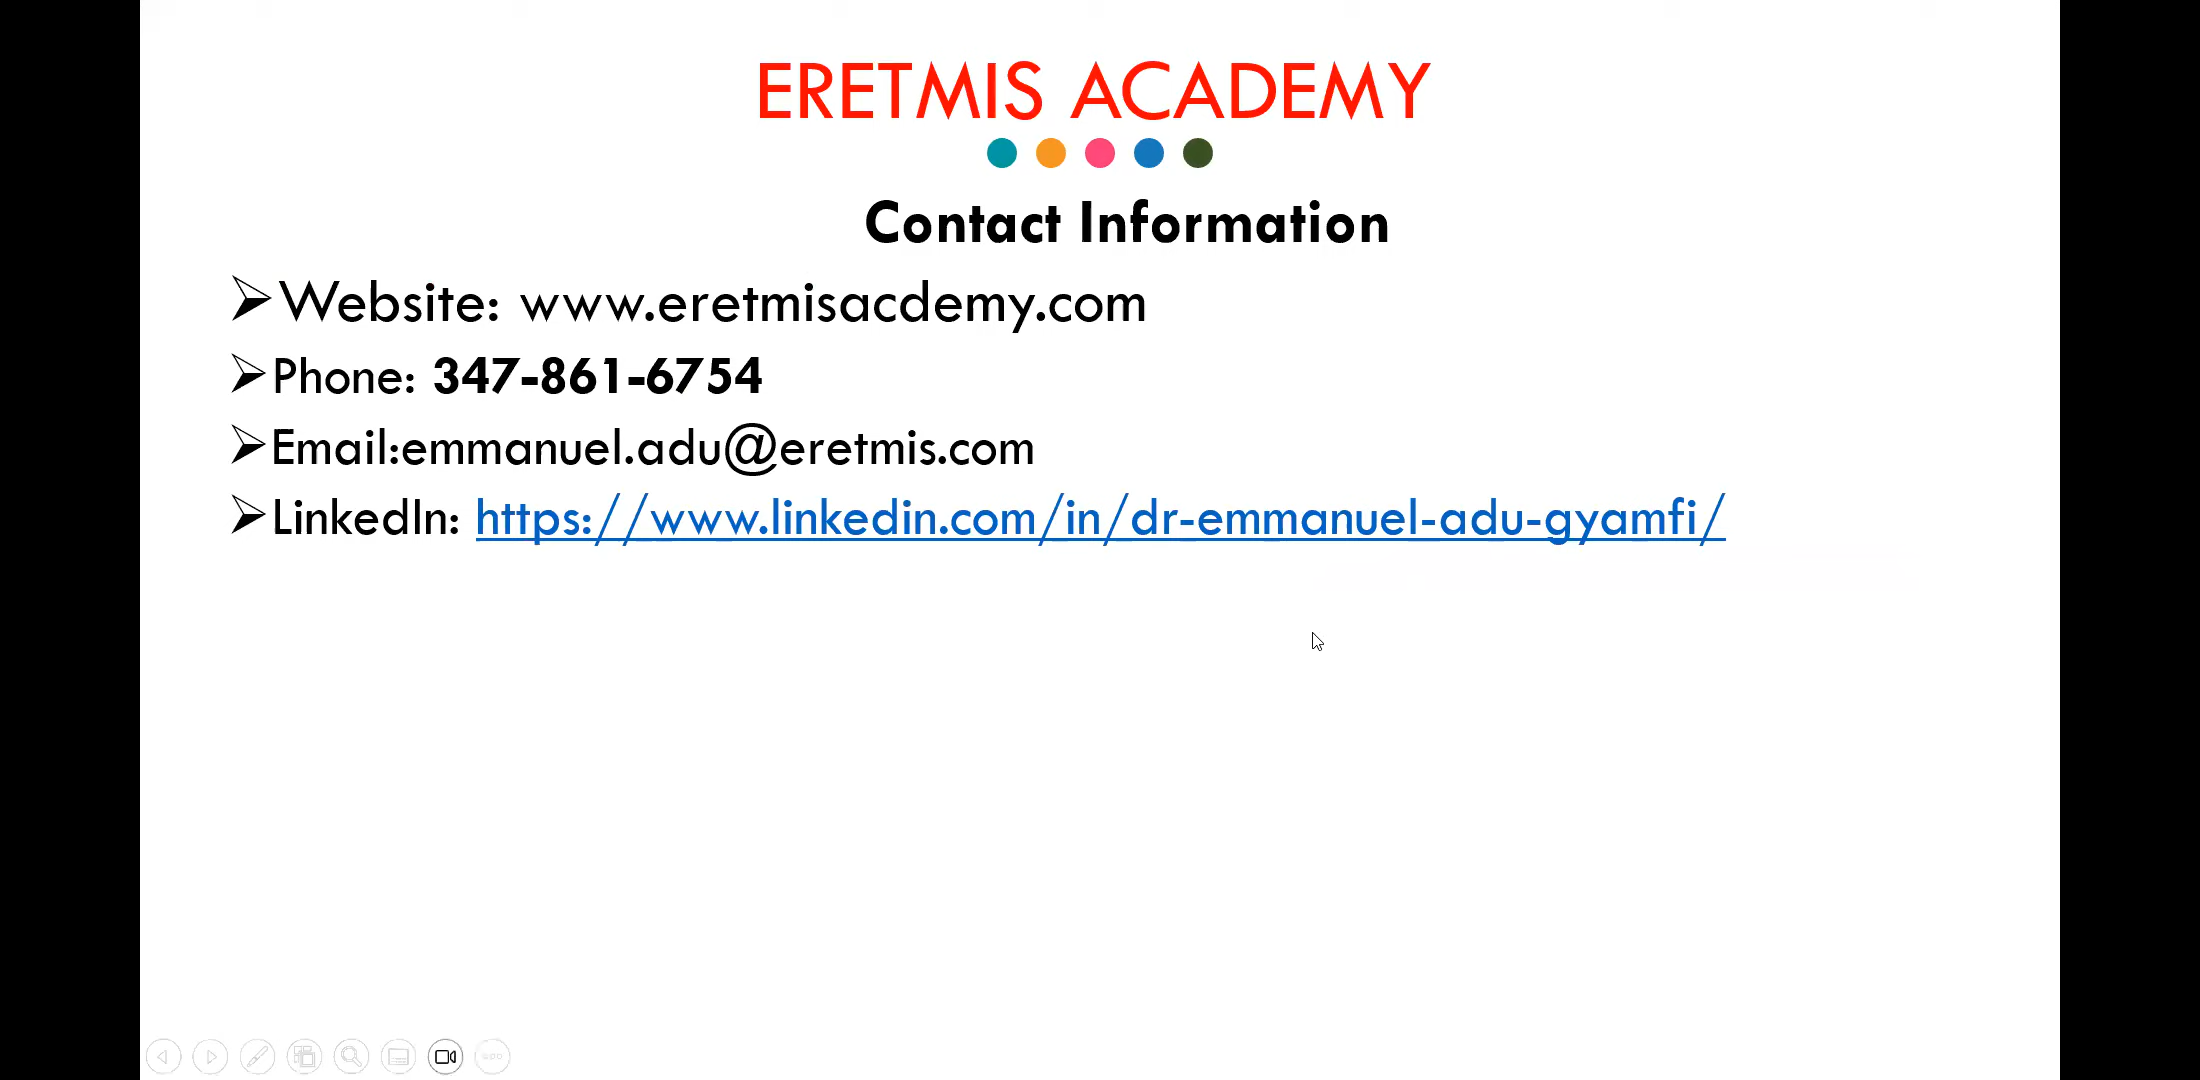 ERETMIS ACADEMY
Contact Information
➢Website: www.eretmisacdemy.com
➢Phone: 347-861-6754
➢Email:emmanuel.adu@eretmis.com
➢LinkedIn: https://www.linkedin.com/in/dr-emmanuel-adu-gyamfi/